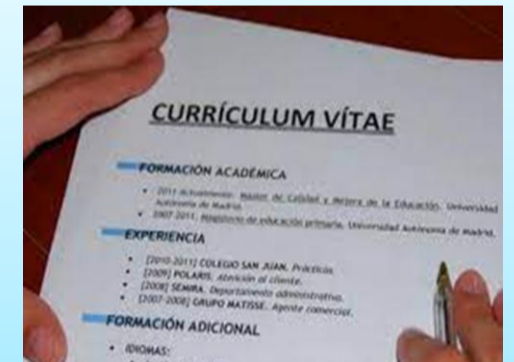 CURRÍCULUM VÍTAE
FORMACIÓN ACADÉMICA
• 2011-Actualmente: Máster de Calidad y Mejora de la Educación. Universidad
Autónoma de Madrid.
• 2007-2011: Magisterio de educación primaria. Universidad Autónoma de Madrid.
EXPERIENCIA
• [2010-2011] COLEGIO SAN JUAN. Prácticas.
• [2009] POLARIS. Atención al cliente.
• [2008] SEMIRA. Departamento administrativo.
• [2007-2008] GRUPO MATISSE. Agente comercial.
FORMACIÓN ADICIONAL
• IDIOMAS: